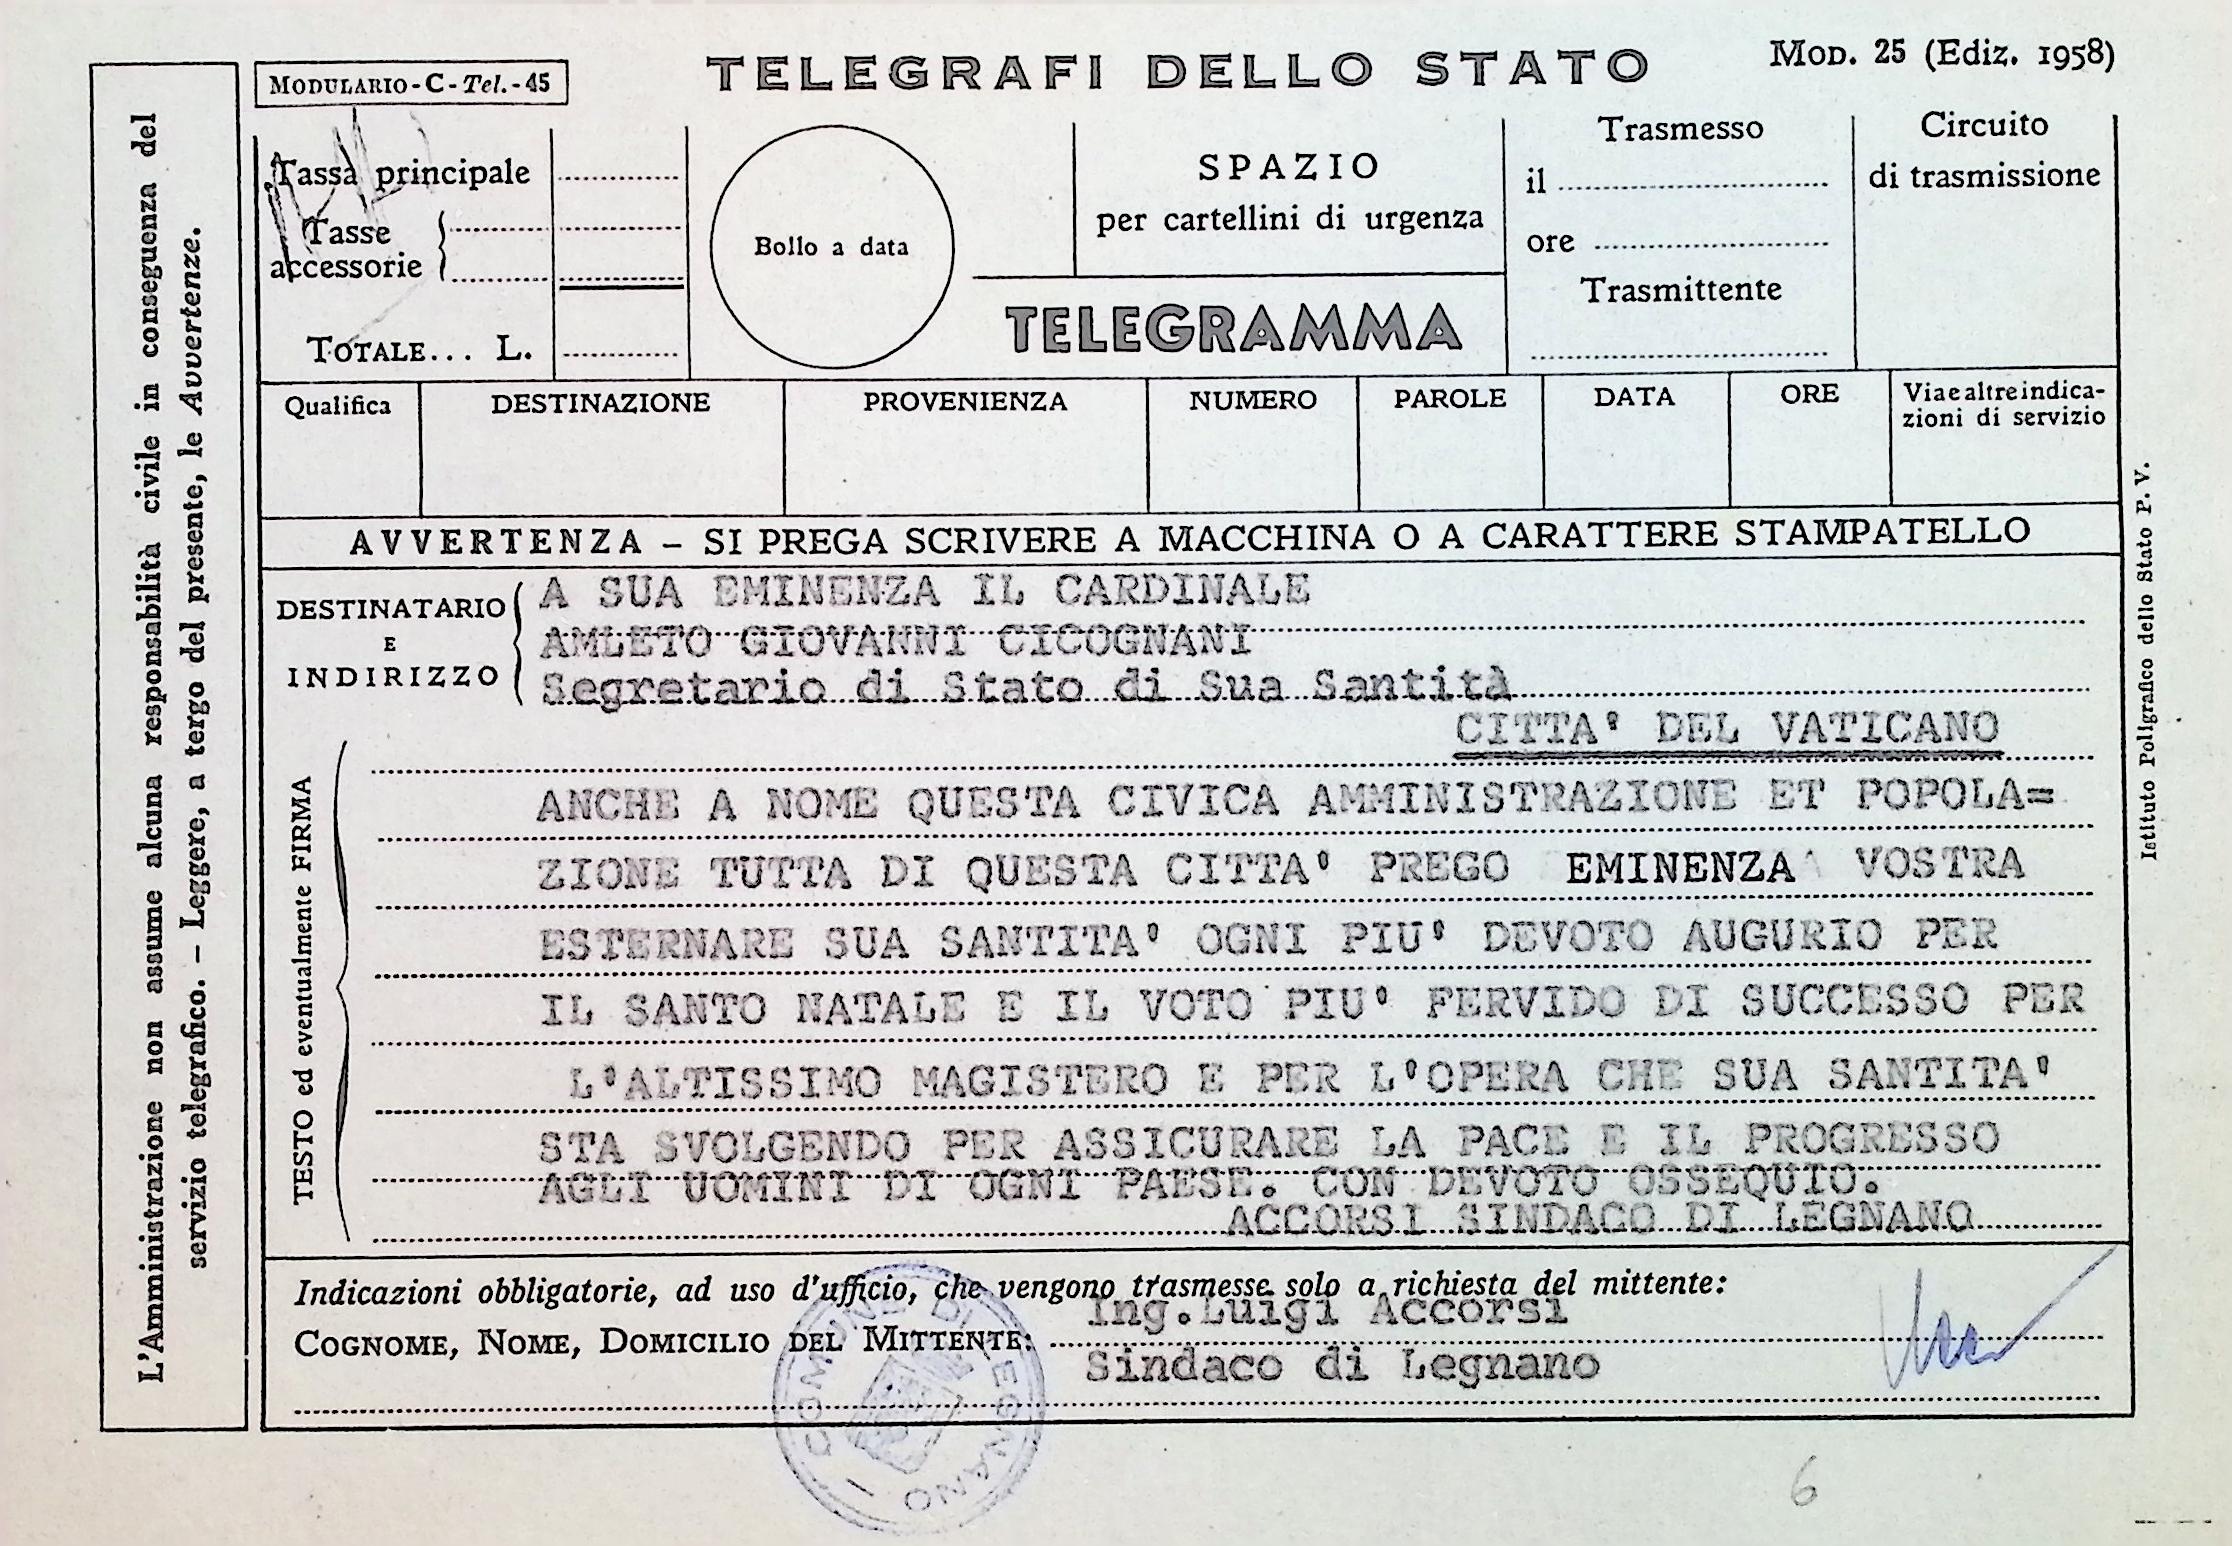 MODULARIO - C - Tel. - 45
TELEGRAFI DELLO STATO
MOD. 25 (Ediz. 1958)
L'Amministrazione non assume alcuna responsabilità civile in conseguenza del
servizio telegrafico. – Leggere, a tergo del presente, le Avvertenze.
Tassa principale
Tasse
accessorie
TOTALE... L.
Bollo a data
SPAZIO
per cartellini di urgenza
TELEGRAMMA
Trasmesso
il
ore
Trasmittente
Circuito
di trasmissione
Qualifica DESTINAZIONE PROVENIENZA NUMERO PAROLE DATA ORE Vie e altre indica-
zioni di servizio
AVVERTENZA – SI PREGA SCRIVERE A MACCHINA O A CARATTERE STAMPATELLO
DESTINATARIO
E
INDIRIZZO
A SUA EMINENZA IL CARDINALE
AMLETO GIOVANNI CICOGNANI
Segretario di Stato di Sua Santità
CITTA' DEL VATICANO
TESTO ed eventualmente FIRMA
ANCHE A NOME QUESTA CIVICA AMMINISTRAZIONE ET POPOLA=
ZIONE TUTTA DI QUESTA CITTA' PREGO EMINENZA VOSTRA
ESTERNARE SUA SANTITA' OGNI PIU' DEVOTO AUGURIO PER
IL SANTO NATALE E IL VOTO PIU' FERVIDO DI SUCCESSO PER
L'ALTISSIMO MAGISTERO E PER L'OPERA CHE SUA SANTITA'
STA SVOLGENDO PER ASSICURARE LA PACE E IL PROGRESSO
AGLI UOMINI DI OGNI PAESE. CON DEVOTO OSSEQUIO.
ACCORSI SINDACO DI LEGNANO
Indicazioni obbligatorie, ad uso d'ufficio, che vengono trasmesse solo a richiesta del mittente:
COGNOME, NOME, DOMICILIO DEL MITTENTE:
Ing. Luigi Accorsi
Sindaco di Legnano
COMUNE DI LEGNANO
Istituto Poligrafico dello Stato P. V.
6